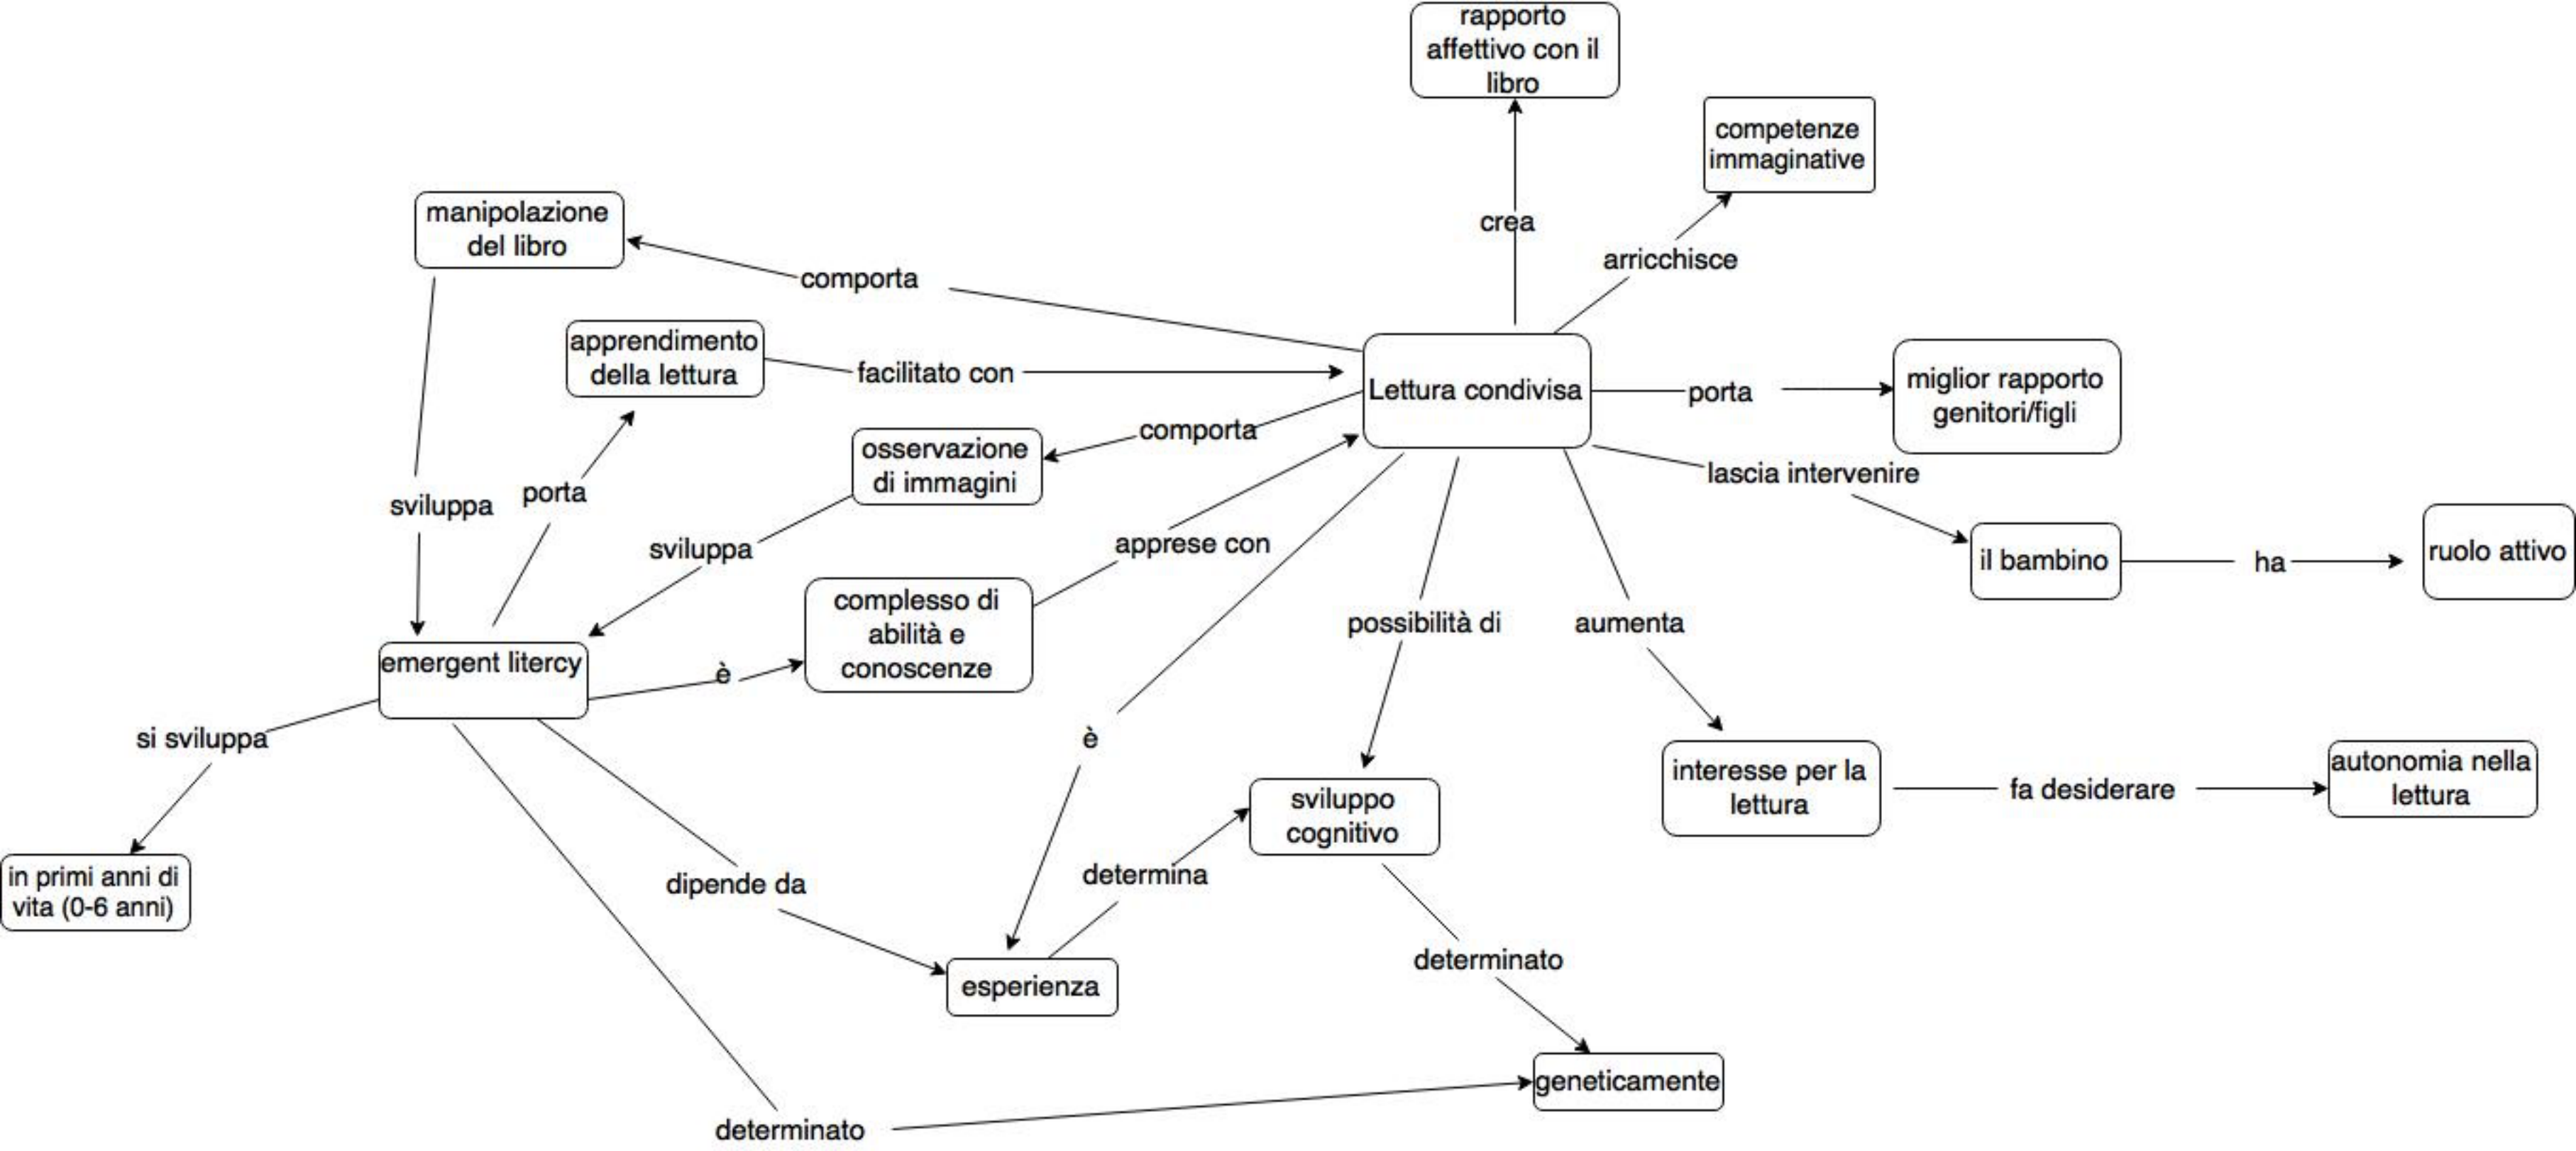 rapporto
affettivo con il
libro
competenze
immaginative
manipolazione
del libro
crea
arricchisce
comporta
apprendimento
della lettura
facilitato con
Lettura condivisa
porta
miglior rapporto
genitori/figli
comporta
osservazione
di immagini
lascia intervenire
sviluppa
porta
sviluppa
apprese con
il bambino
ha
ruolo attivo
complesso di
abilità e
conoscenze
possibilità di
aumenta
emergent litercy
è
si sviluppa
è
interesse per la
lettura
fa desiderare
autonomia nella
lettura
sviluppo
cognitivo
in primi anni di
vita (0-6 anni)
dipende da
determina
determinato
esperienza
geneticamente
determinato